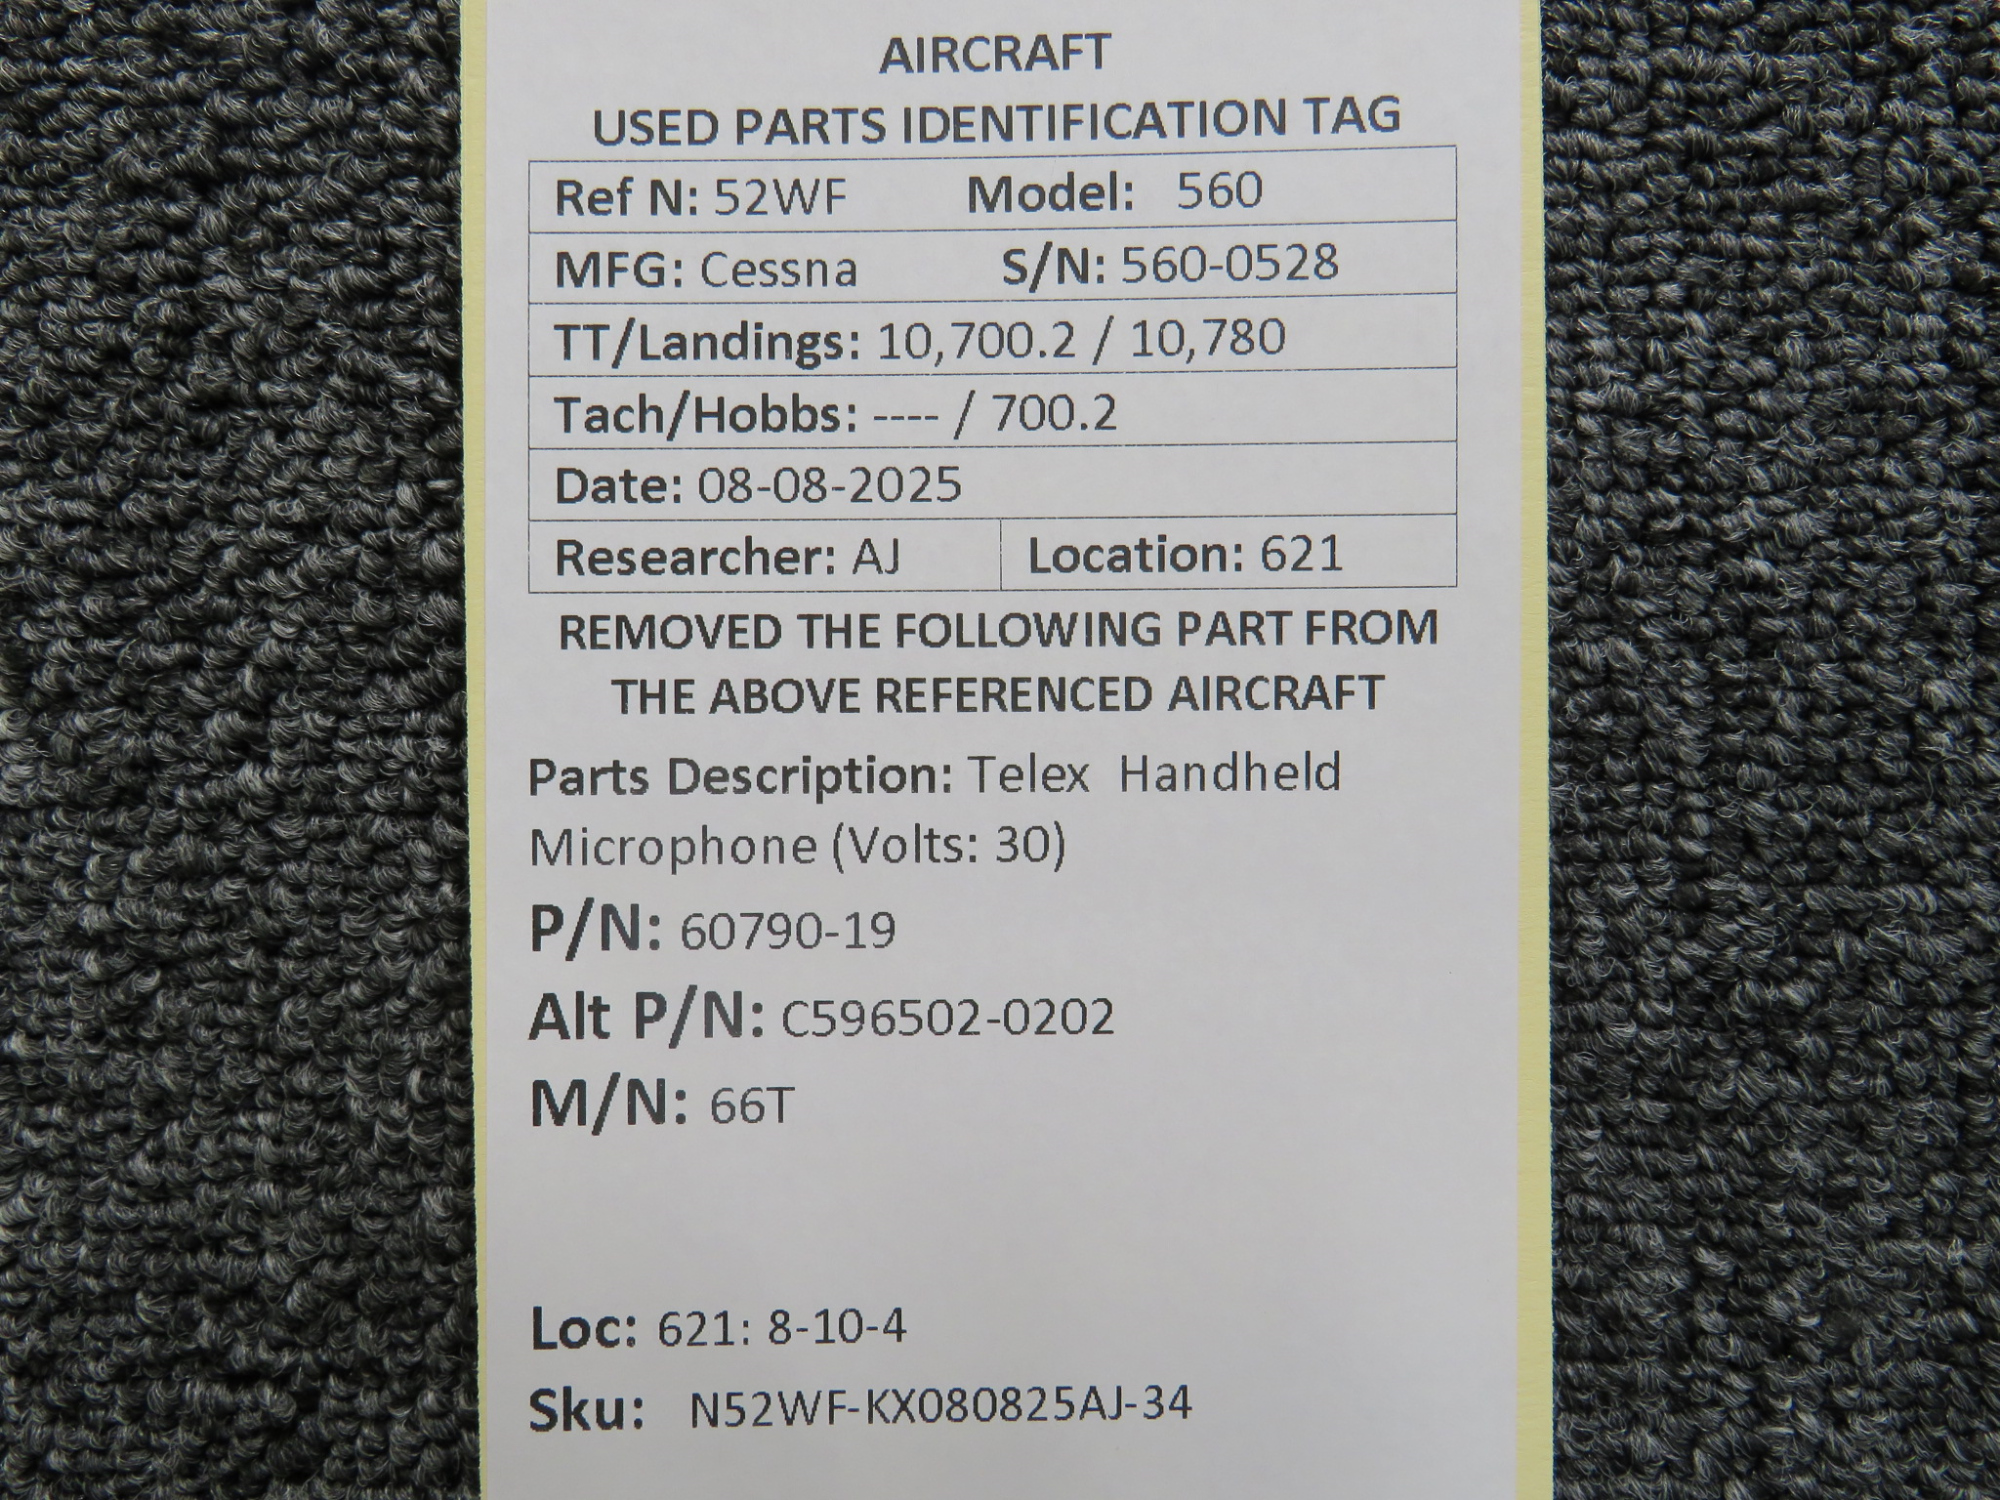 AIRCRAFT
USED PARTS IDENTIFICATION TAG
Ref N: 52WF Model: 560
MFG: Cessna S/N: 560-0528
TT/Landings: 10,700.2 / 10,780
Tach/Hobbs: ---- / 700.2
Date: 08-08-2025
Researcher: AJ Location: 621
REMOVED THE FOLLOWING PART FROM
THE ABOVE REFERENCED AIRCRAFT
Parts Description: Telex Handheld
Microphone (Volts: 30)
P/N: 60790-19
Alt P/N: C596502-0202
M/N: 66T
Loc: 621: 8-10-4
Sku: N52WF-KX080825AJ-34